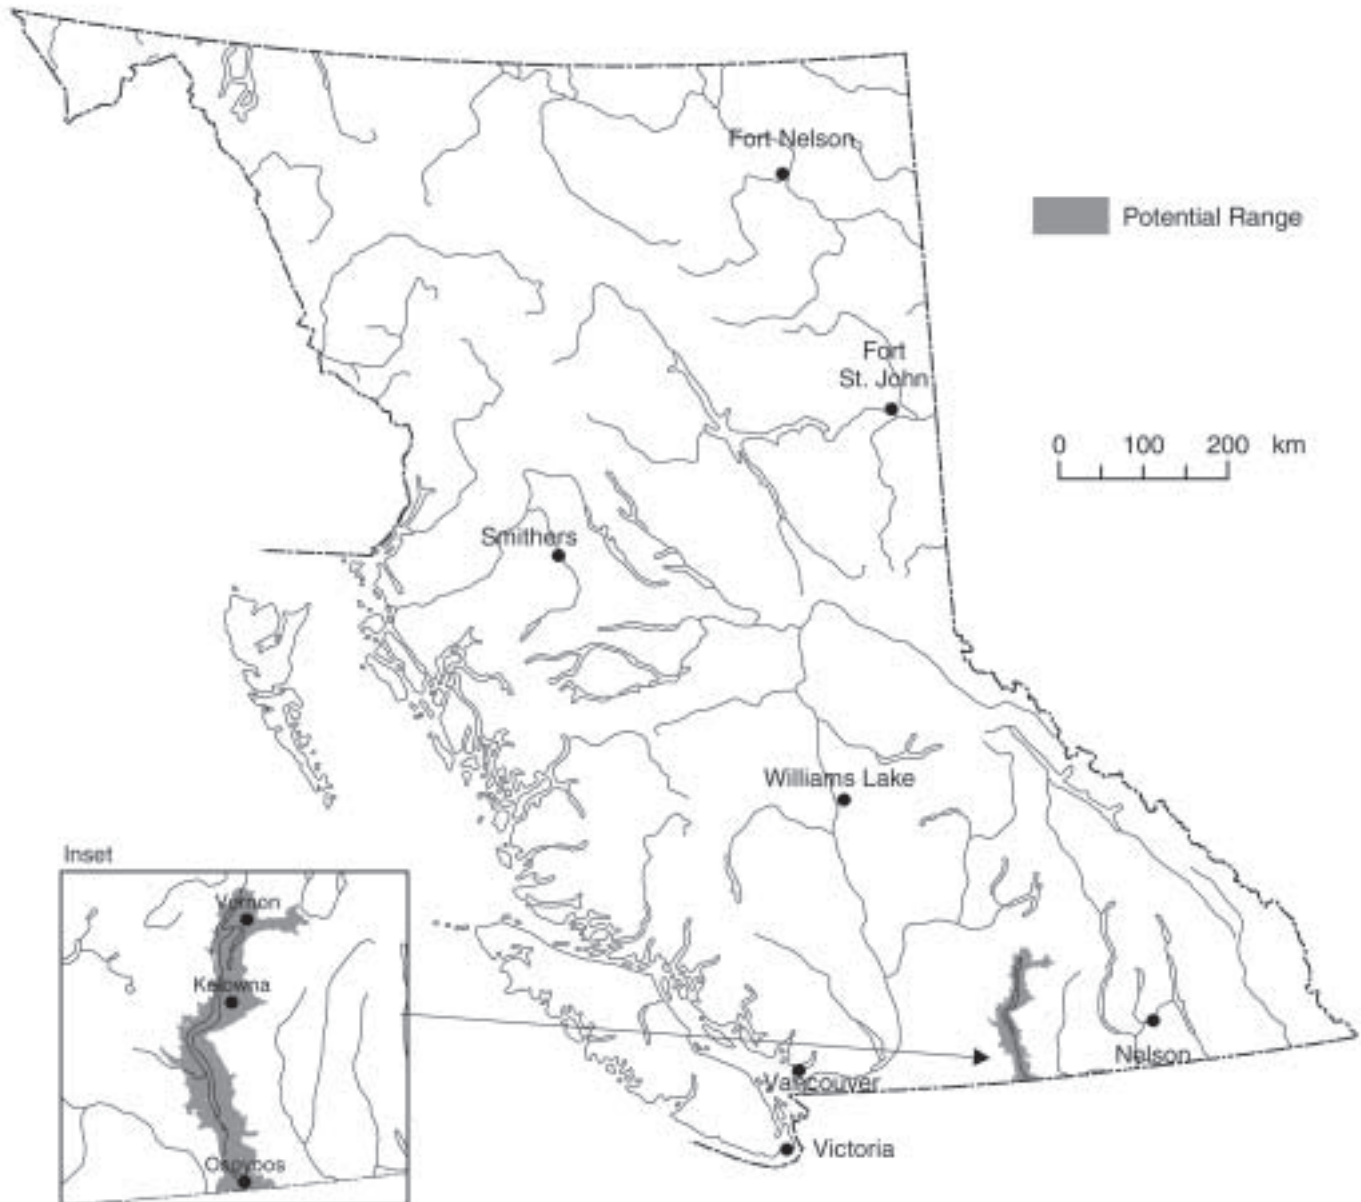 Fort Nelson
Potential Range
Fort
St. John
0 100 200 km
Smithers
Williams Lake
Inset
Vernon
Kelowna
Nelson
Vancouver
Osoyoos
Victoria